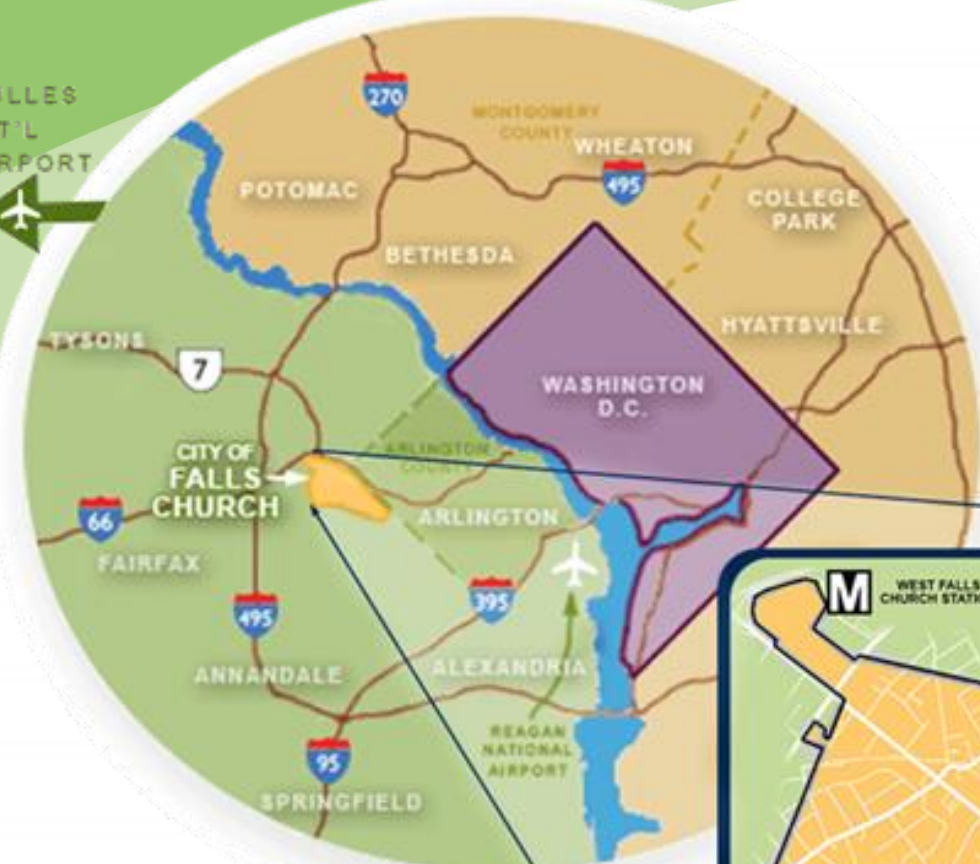 LLES
T'L
RPORT
270
MONTGOMERY
COUNTY
WHEATON
495
POTOMAC
COLLEGE
PARK
BETHESDA
HYATTSVILLE
TYSONS
7
WASHINGTON
D.C.
ARLINGTON
COUNTY
CITY OF
FALLS
CHURCH
66
ARLINGTON
FAIRFAX
395
495
M
WEST FALLS
CHURCH STATI
ANNANDALE
ALEXANDRIA
REAGAN
NATIONAL
AIRPORT
95
SPRINGFIELD